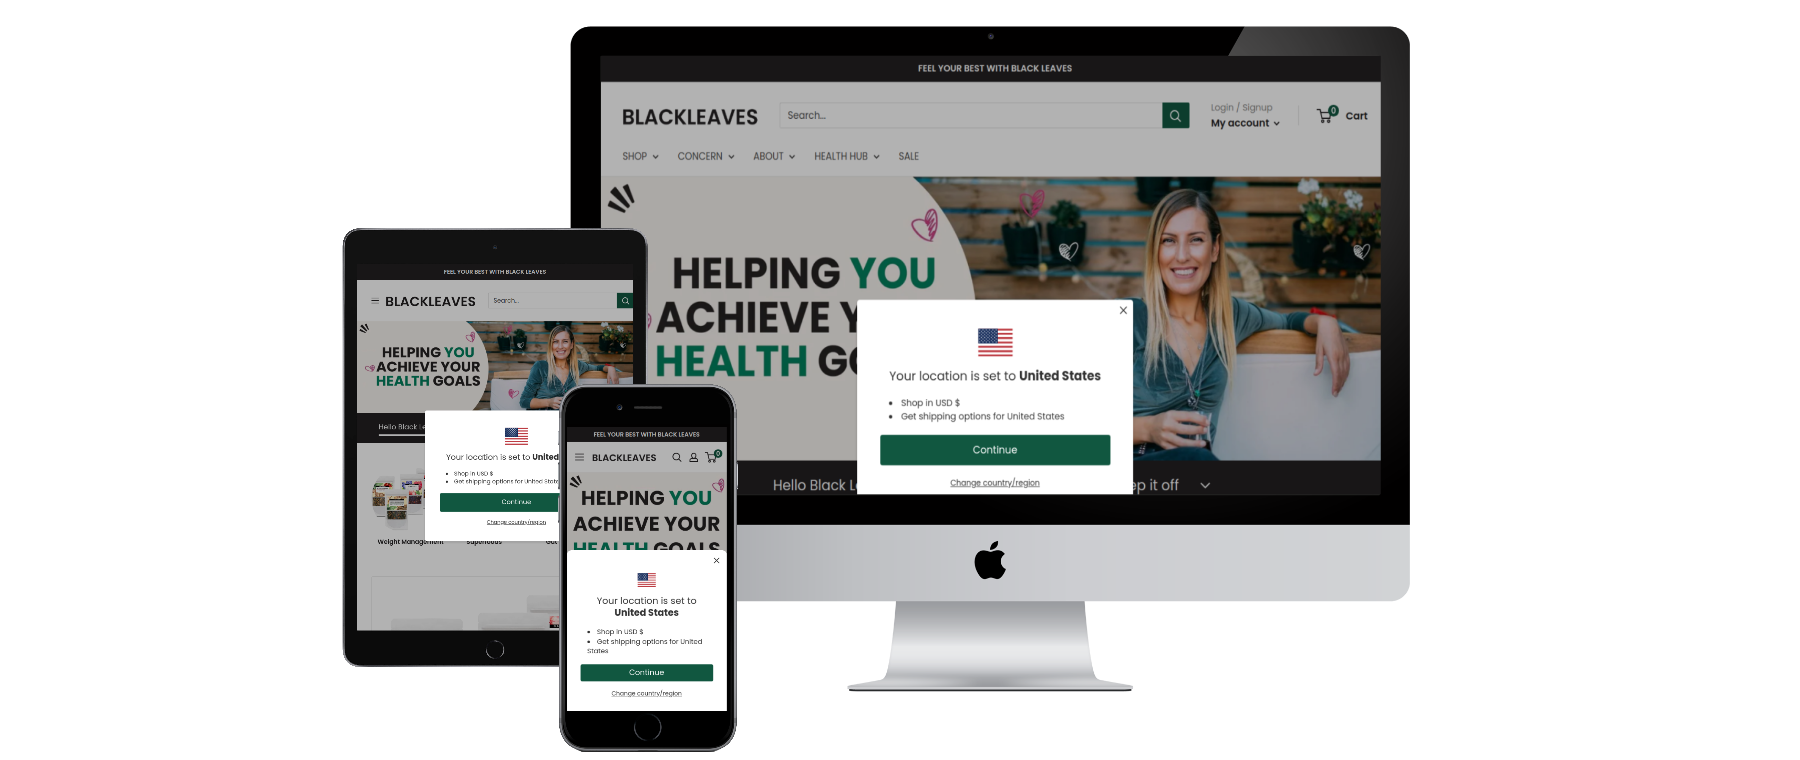 FEEL YOUR BEST WITH BLACK LEAVES
BLACKLEAVES
Search...
Login / Signup
My account
0
Cart
SHOP
CONCERN
ABOUT
HEALTH HUB
SALE
HELPING YOU
ACHIEVE Y
HEALTH GO
Your location is set to United States
• Shop in USD $
• Get shipping options for United States
Continue
Change country/region
Hello Black L
ep it off
FEEL YOUR BEST WITH BLACK LEAVES
BLACKLEAVES
Search...
HELPING YOU
ACHIEVE YOUR
HEALTH GOALS
Hello Black Le
Your location is set to United
• Shop in USD $
• Get shipping options for United State
Continue
Change country/region
Weight Management
Superfoods
Gut
FEEL YOUR BEST WITH BLACK LEAVES
BLACKLEAVES
0
HELPING YOU
ACHIEVE YOUR
HEALTH GOALS
Your location is set to
United States
• Shop in USD $
• Get shipping options for United
States
Continue
Change country/region